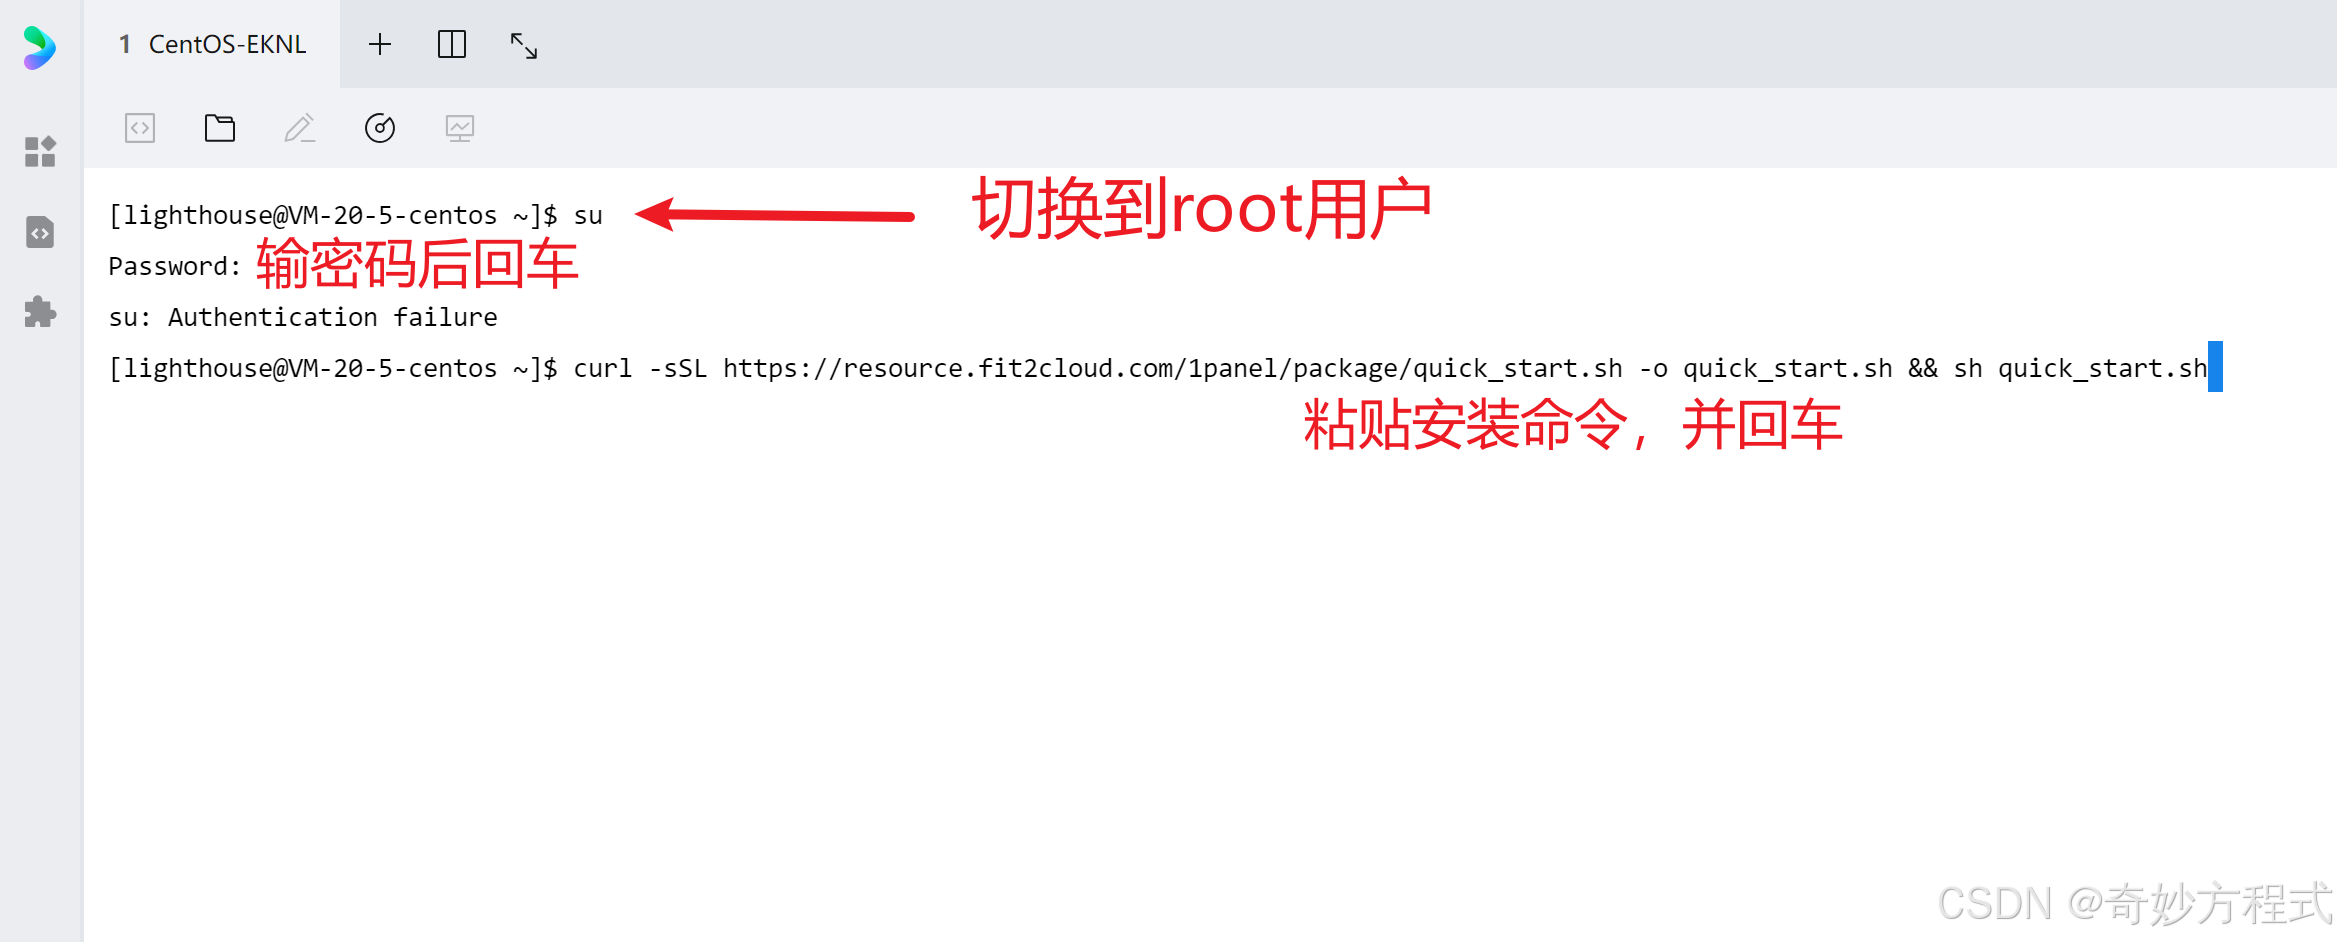 1 CentOS-EKNL
[lighthouse@VM-20-5-centos ~]$ su
切换到root用户
Password: 输密码后回车
su: Authentication failure
[lighthouse@VM-20-5-centos ~]$ curl -sSL https://resource.fit2cloud.com/1panel/package/quick_start.sh -o quick_start.sh && sh quick_start.sh
粘贴安装命令，并回车
CSDN @奇妙方程式